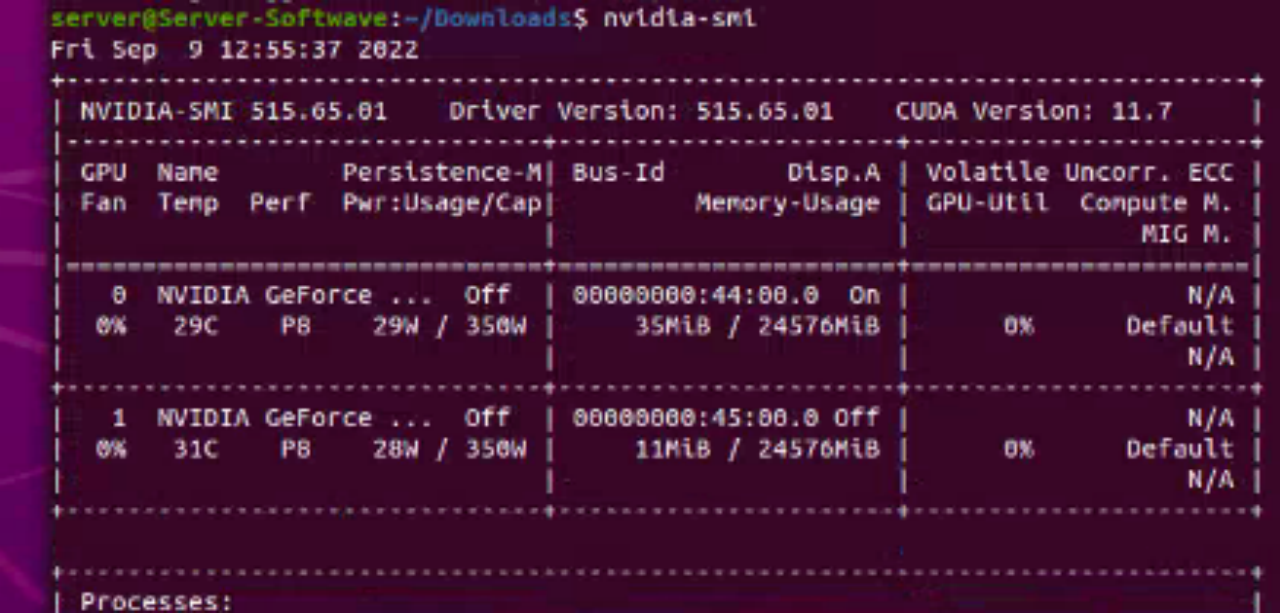 server@Server-Softwave:~/Downloads$ nvidia-smi
Fri Sep  9 12:55:37 2022
+-----------------------------------------------------------------------------+
| NVIDIA-SMI 515.65.01    Driver Version: 515.65.01    CUDA Version: 11.7     |
|-------------------------------+----------------------+----------------------+
| GPU  Name        Persistence-M| Bus-Id        Disp.A | Volatile Uncorr. ECC |
| Fan  Temp  Perf  Pwr:Usage/Cap|         Memory-Usage | GPU-Util  Compute M. |
|                               |                      |               MIG M. |
|===============================+======================+======================|
|   0  NVIDIA GeForce ...  Off  | 00000000:44:00.0  On |                  N/A |
|  0%   29C    P8    29W / 350W |     35MiB / 24576MiB |      0%      Default |
|                               |                      |                  N/A |
+-------------------------------+----------------------+----------------------+
|   1  NVIDIA GeForce ...  Off  | 00000000:45:00.0 Off |                  N/A |
|  0%   31C    P8    28W / 350W |     11MiB / 24576MiB |      0%      Default |
|                               |                      |                  N/A |
+-------------------------------+----------------------+----------------------+

+-----------------------------------------------------------------------------+
| Processes:                                                                  |